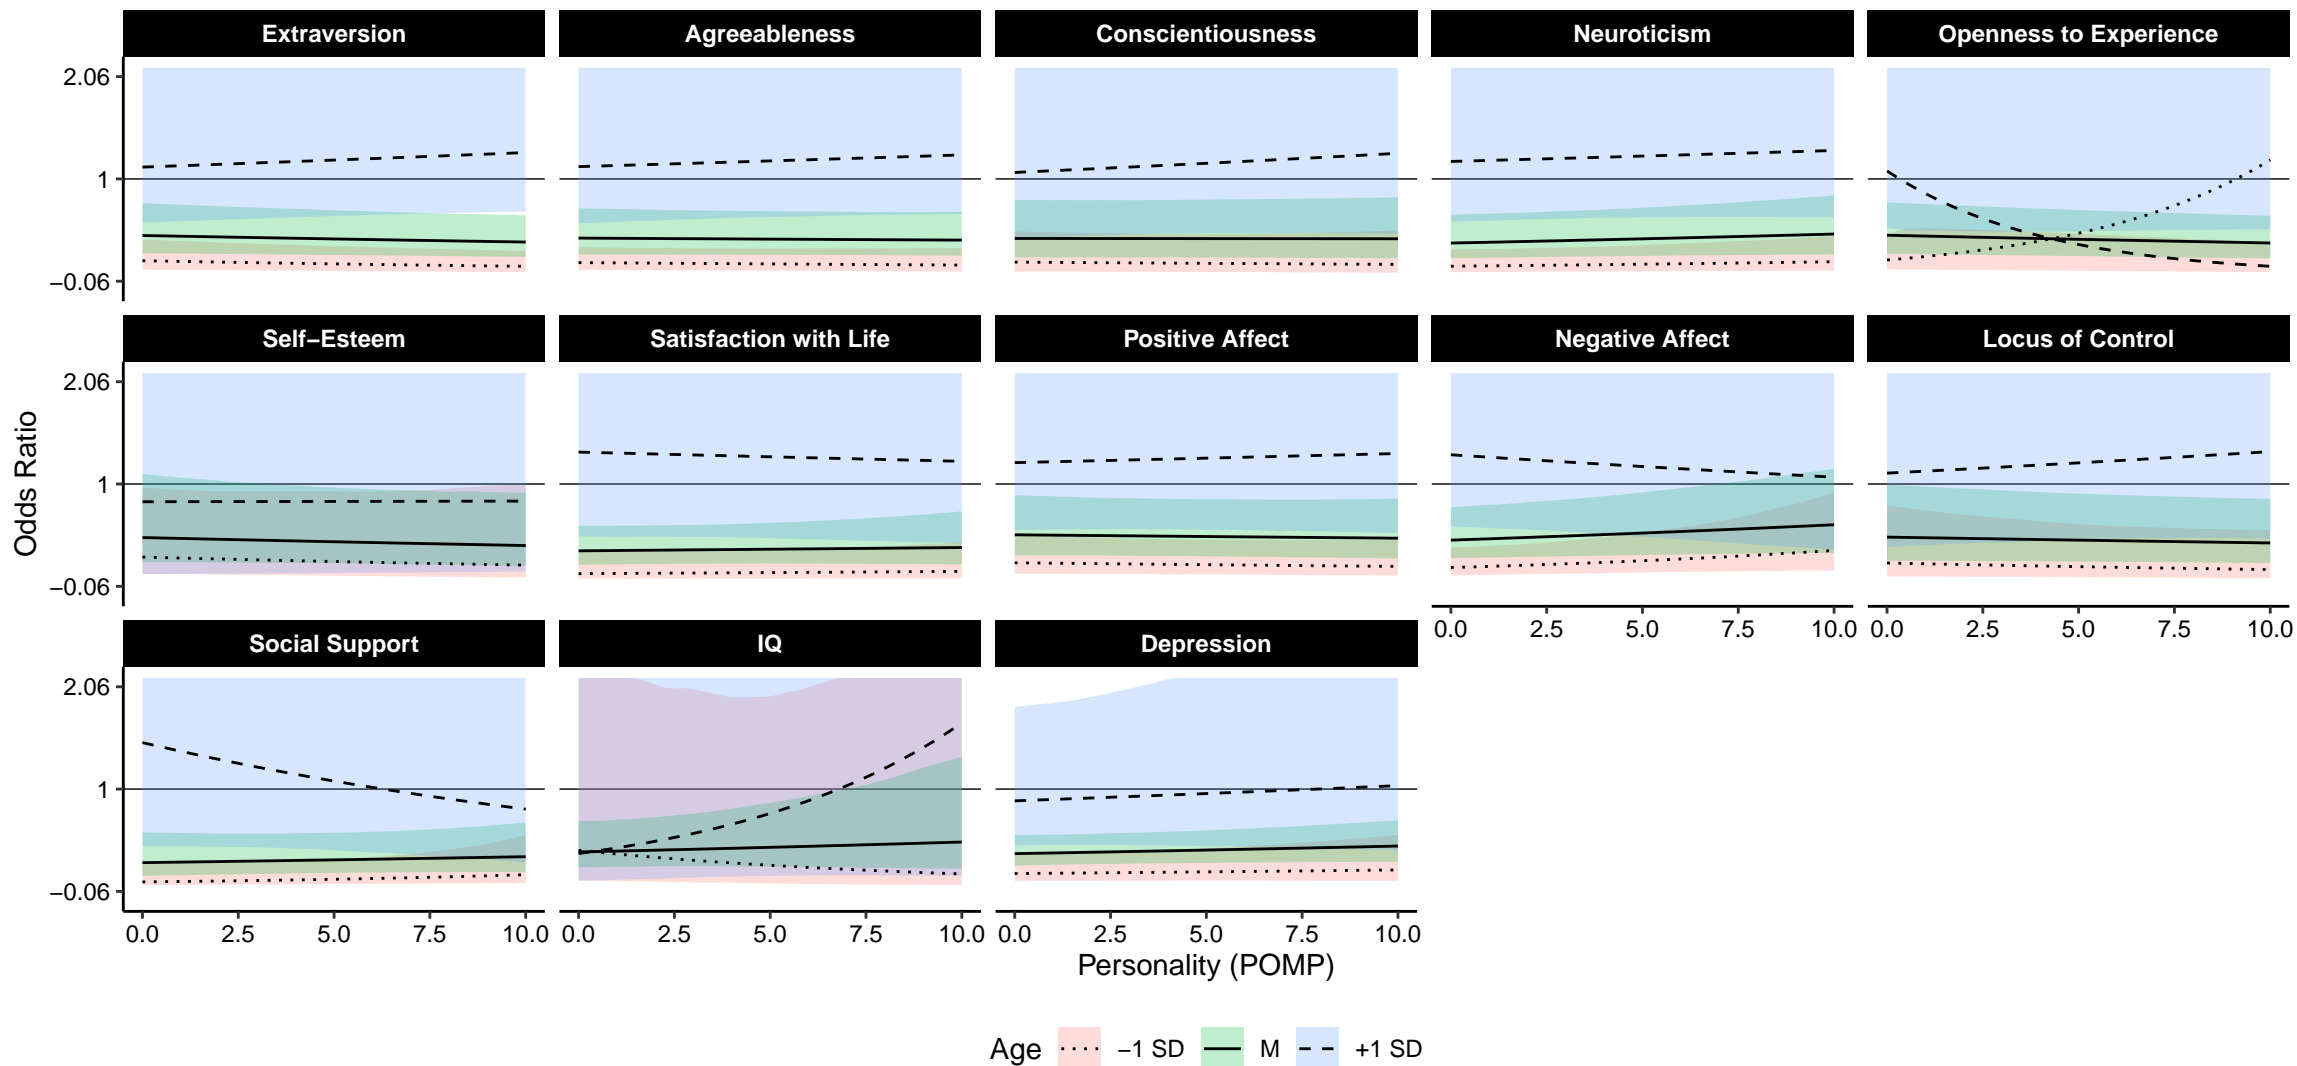 Extraversion Agreeableness Conscientiousness Neuroticism Openness to Experience
2.06
1
−0.06
Self−Esteem Satisfaction with Life Positive Affect Negative Affect Locus of Control
2.06
1
−0.06
0.0 2.5 5.0 7.5 10.0 0.0 2.5 5.0 7.5 10.0
Social Support IQ Depression
2.06
1
−0.06
0.0 2.5 5.0 7.5 10.0 0.0 2.5 5.0 7.5 10.0 0.0 2.5 5.0 7.5 10.0
Odds Ratio
Personality (POMP)
Age −1 SD M +1 SD